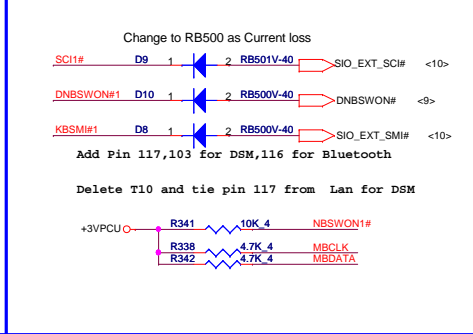 Change to RB500 as Current loss
SCI1# D9 1 2 RB501V-40 SIO_EXT_SCI# <10>
DNBSWON#1 D10 1 2 RB500V-40 DNBSWON# <9>
KBSMI#1 D8 1 2 RB500V-40 SIO_EXT_SMI# <10>
Add Pin 117,103 for DSM,116 for Bluetooth
Delete T10 and tie pin 117 from Lan for DSM
+3VPCU R341 10K_4 NBSWON1#
R338 4.7K_4 MBCLK
R342 4.7K_4 MBDATA